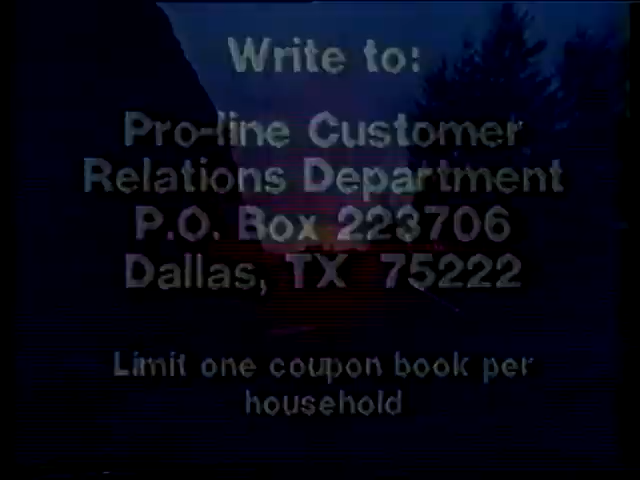 Write to:
Pro-line Customer
Relations Department
P.O. Box 223706
Dallas, TX 75222
Limit one coupon book per
household